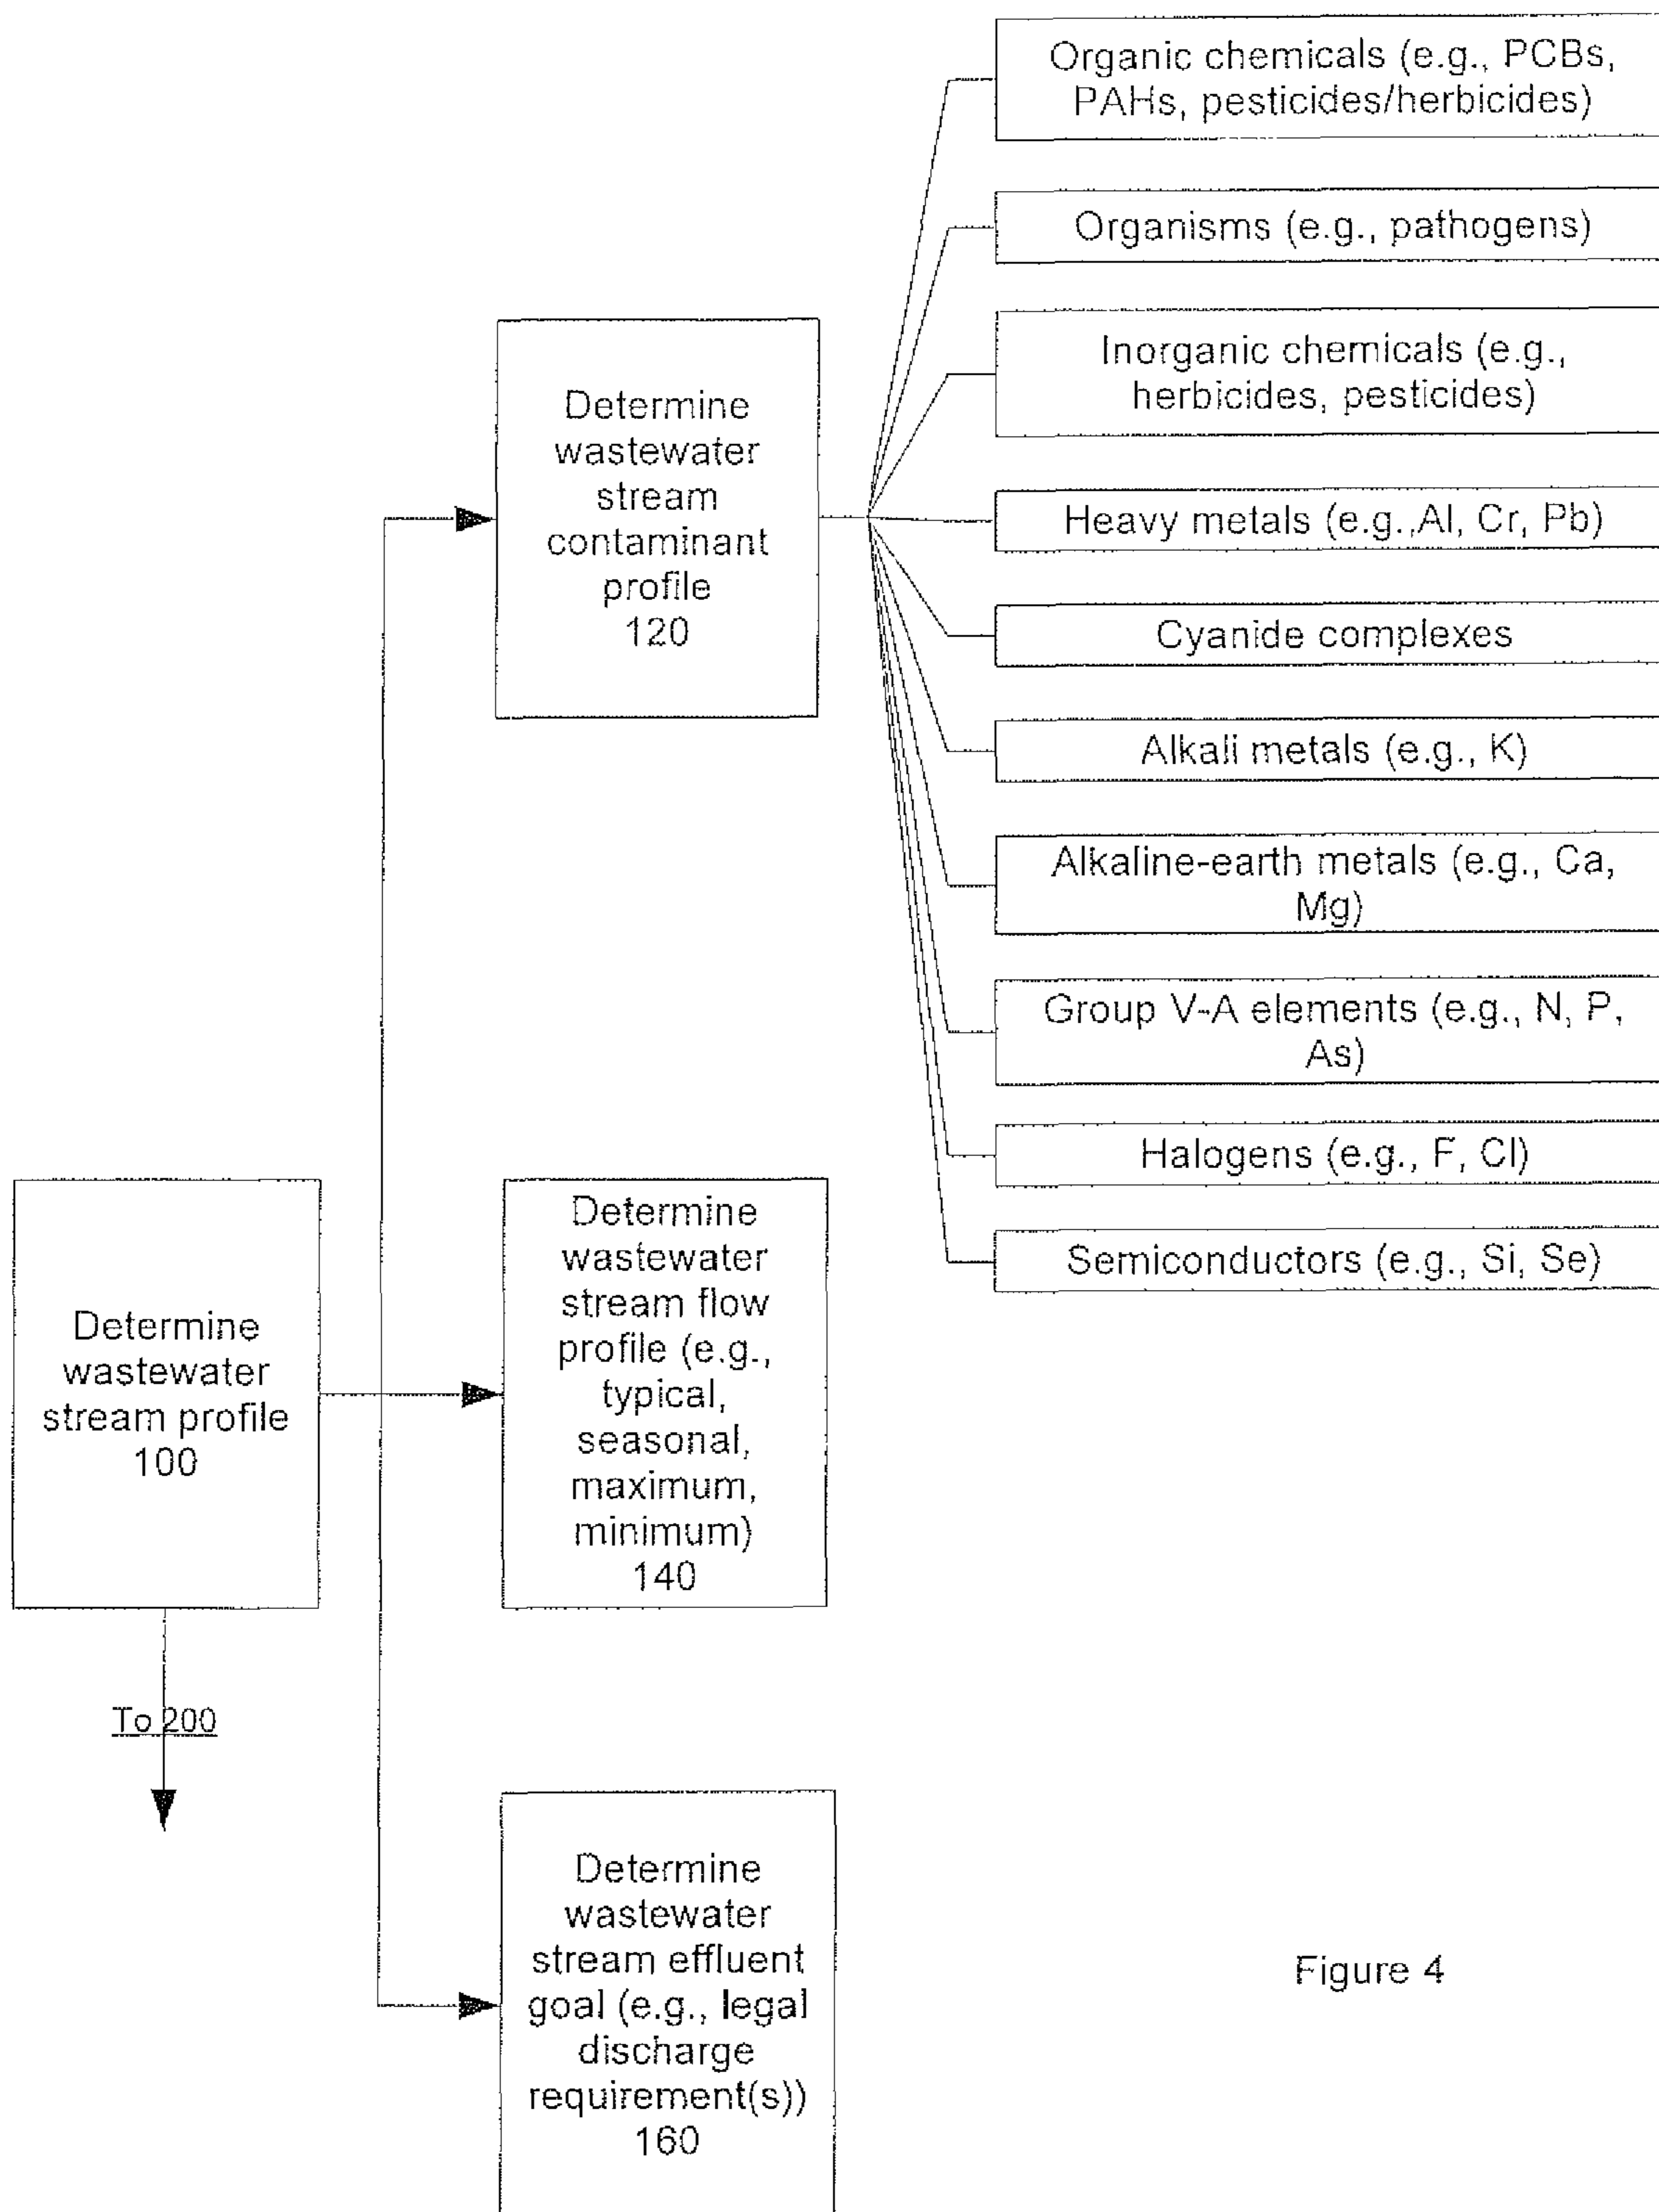 Organic chemicals (e.g., PCBs,
PAHs, pesticides/herbicides)
Organisms (e.g., pathogens)
Inorganic chemicals (e.g.,
herbicides, pesticides)
Heavy metals (e.g.,Al, Cr, Pb)
Cyanide complexes
Alkali metals (e.g., K)
Alkaline-earth metals (e.g., Ca,
Mg)
Group V-A elements (e.g., N, P,
As)
Halogens (e.g., F, Cl)
Semiconductors (e.g., Si, Se)
Determine
wastewater
stream
contaminant
profile
120
Determine
wastewater
stream flow
profile (e.g.,
typical,
seasonal,
maximum,
minimum)
140
Determine
wastewater
stream profile
100
To 200
Determine
wastewater
stream effluent
goal (e.g., legal
discharge
requirement(s))
160
Figure 4